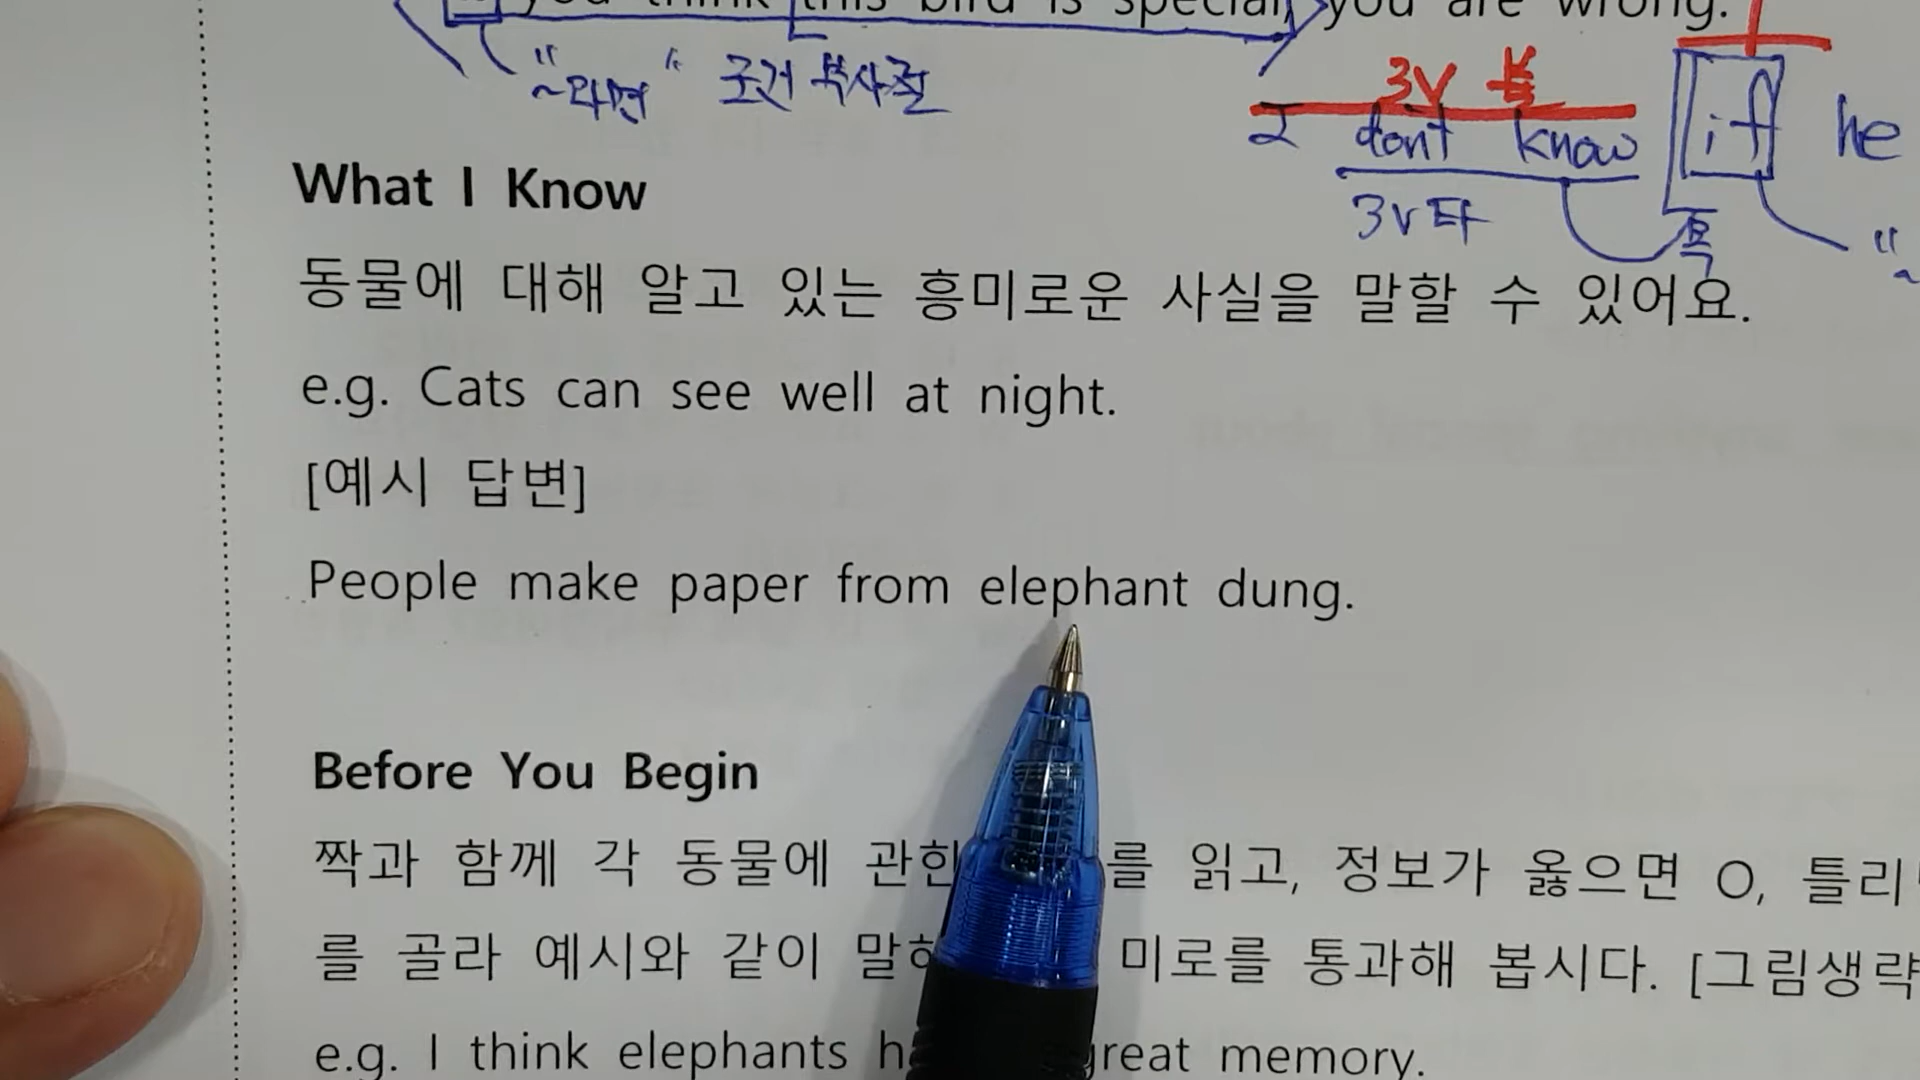 you think this bird is special, you are wrong.
"~라면" 조건 부사절
3V
I don't know if he
3V 타
목
What I Know
동물에 대해 알고 있는 흥미로운 사실을 말할 수 있어요.
e.g. Cats can see well at night.
[예시 답변]
People make paper from elephant dung.
Before You Begin
짝과 함께 각 동물에 관한 를 읽고, 정보가 옳으면 O, 틀리
를 골라 예시와 같이 말하 미로를 통과해 봅시다. [그림생략
e.g. I think elephants great memory.